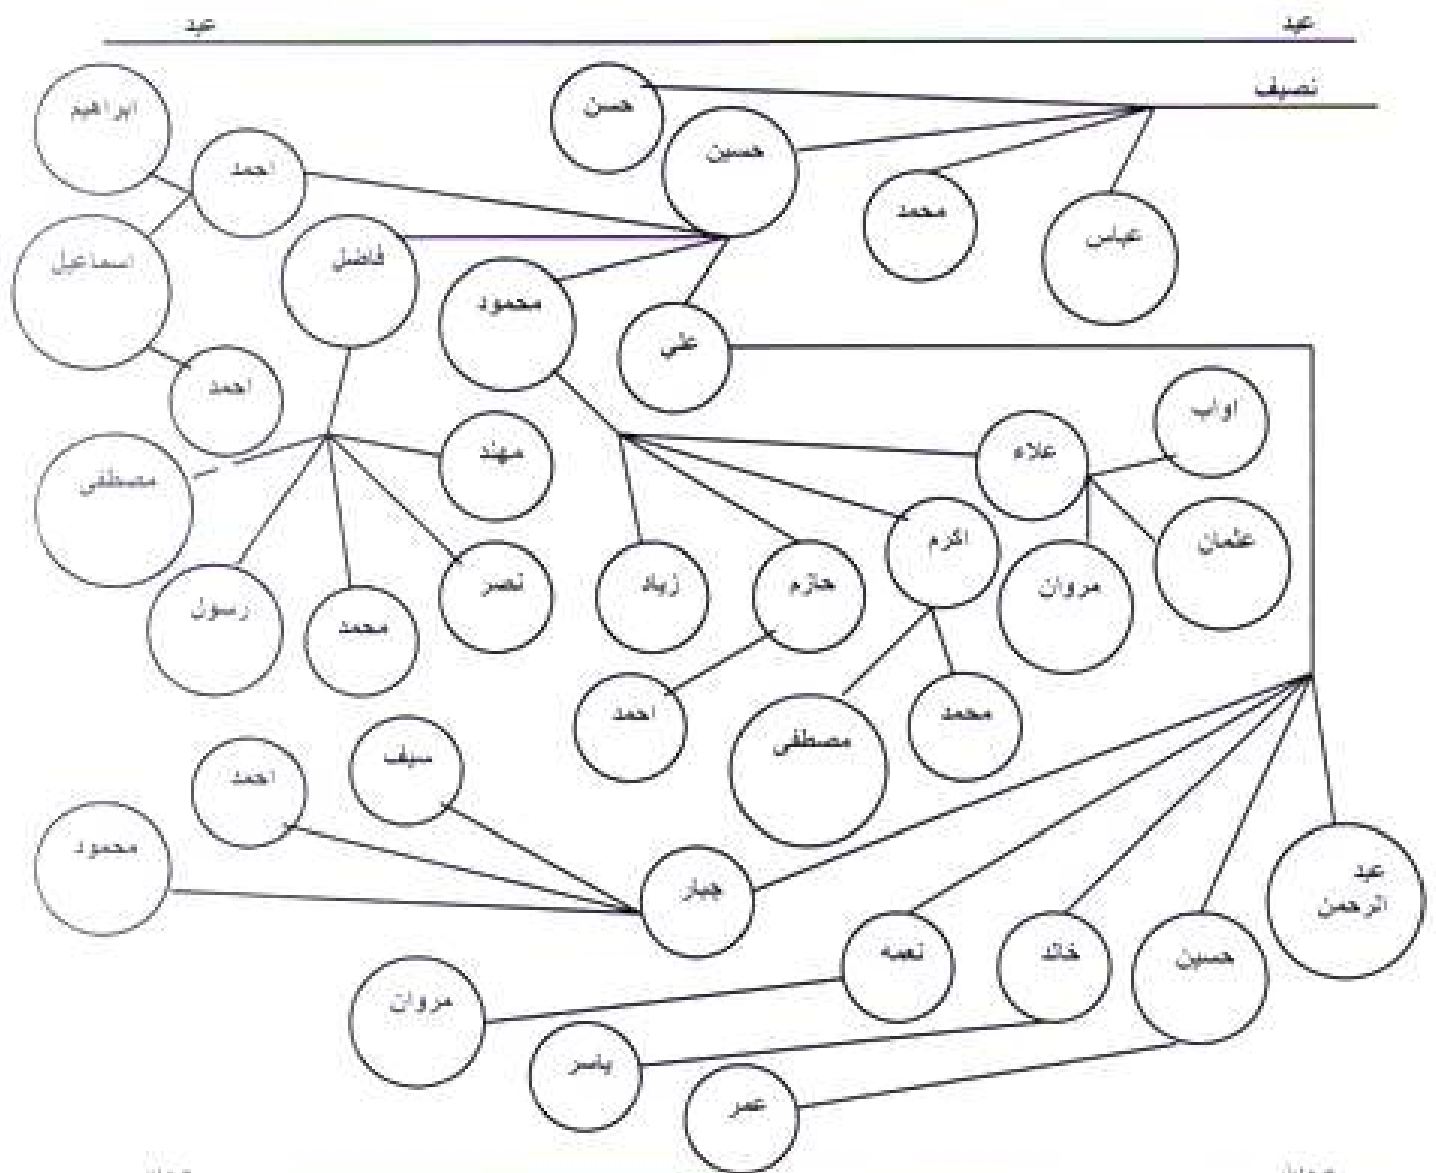 عبد
عبد
نصيف
حسن
حسين
محمد
عباس
ابراهيم
احمد
اسماعيل
فاضل
محمود
علي
احمد
اواب
علاء
مهند
مصطفى
عثمان
اكرم
مروان
حازم
زياد
نصر
محمد
رسول
محمد
مصطفى
احمد
سيف
احمد
محمود
جبار
عبد
الرحمن
حسين
خالد
نعمه
مروان
ياسر
عمر